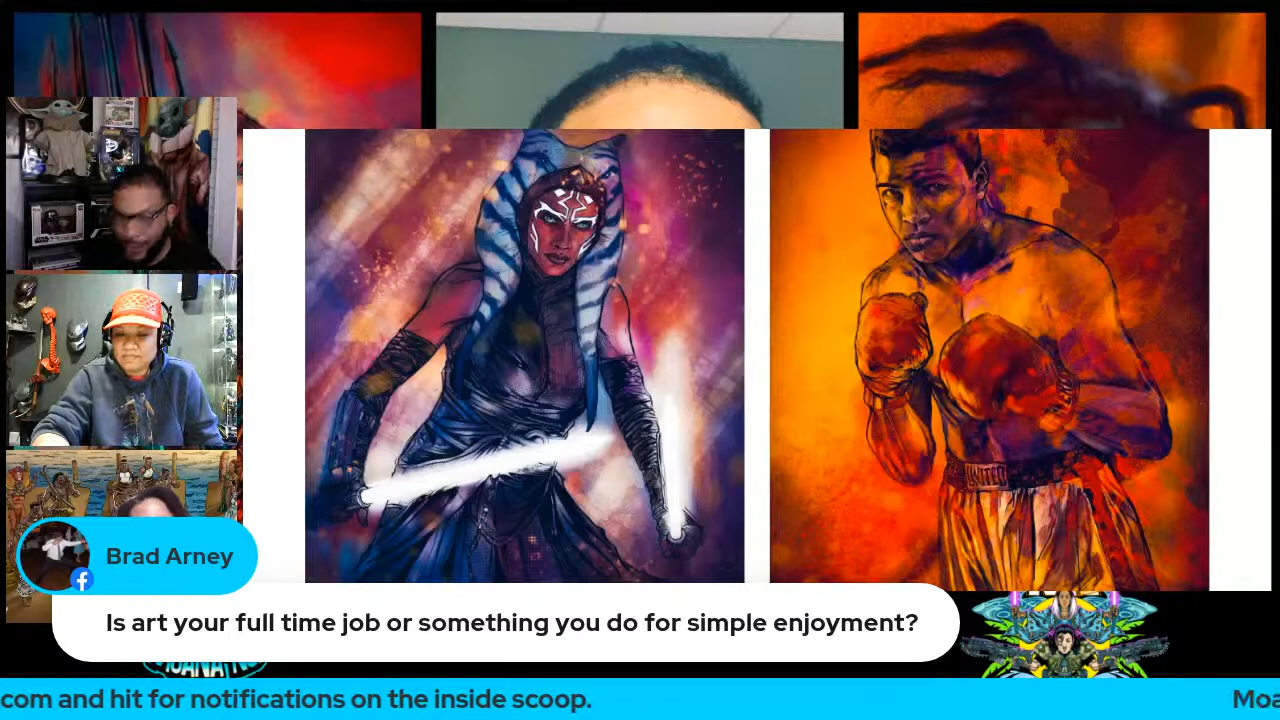 UNITED
Brad Arney
Is art your full time job or something you do for simple enjoyment?
com and hit for notifications on the inside scoop.
Moa